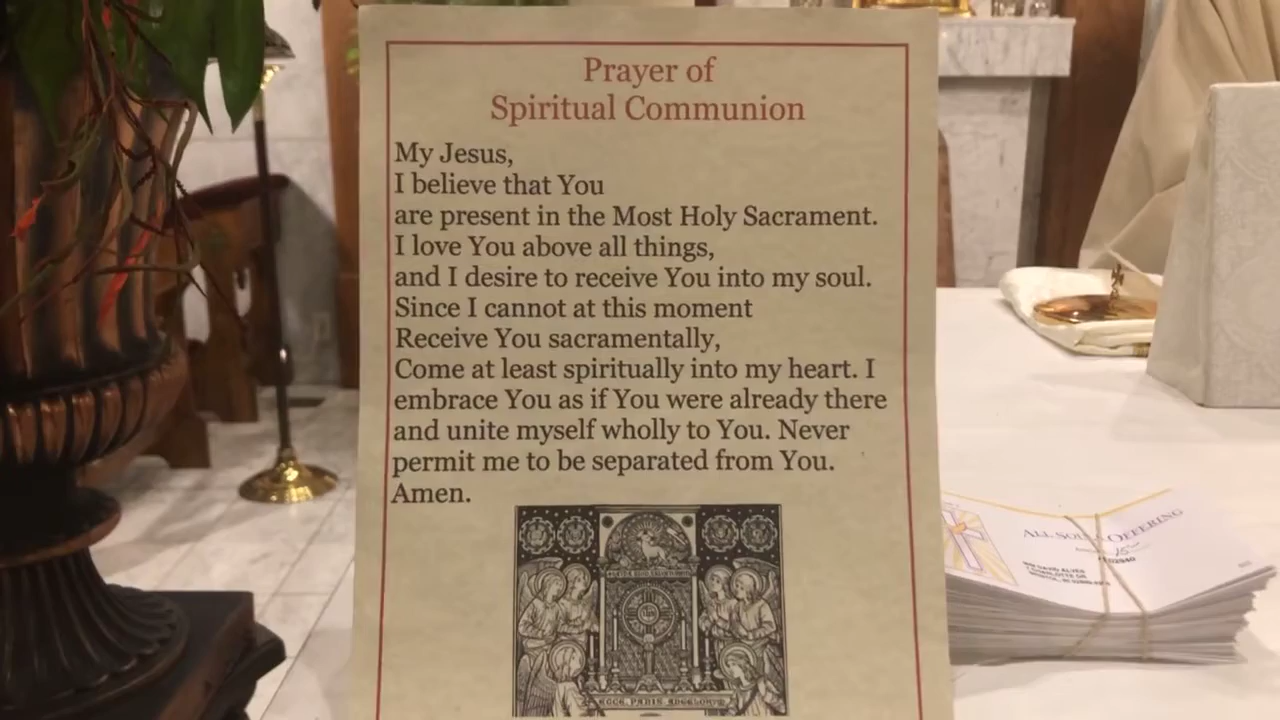 Prayer of
Spiritual Communion
My Jesus,
I believe that You
are present in the Most Holy Sacrament.
I love You above all things,
and I desire to receive You into my soul.
Since I cannot at this moment
Receive You sacramentally,
Come at least spiritually into my heart. I
embrace You as if You were already there
and unite myself wholly to You. Never
permit me to be separated from You.
Amen.
ECCE PANIS ANGELORUM
ALL SOULS OFFERING